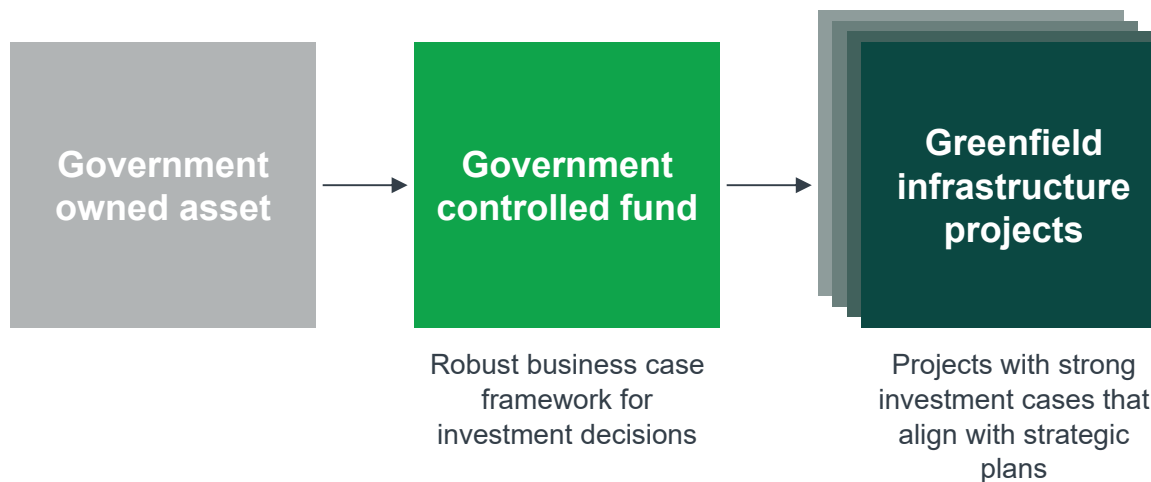 Government
owned asset
Government
controlled fund
Greenfield
infrastructure
projects
Robust business case
framework for
investment decisions
Projects with strong
investment cases that
align with strategic
plans